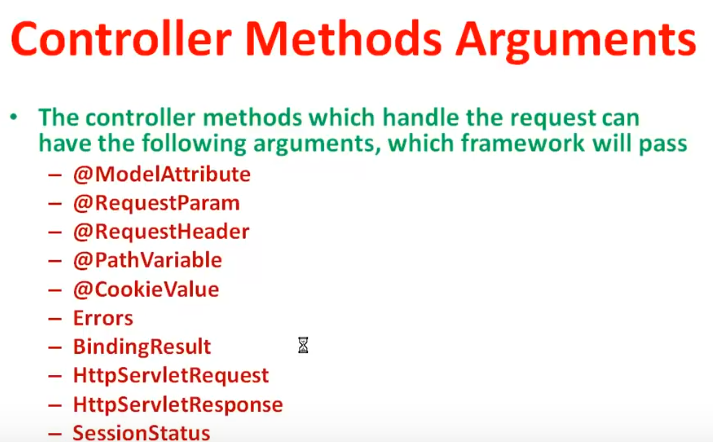 Controller Methods Arguments
• The controller methods which handle the request can
have the following arguments, which framework will pass
– @ModelAttribute
– @RequestParam
– @RequestHeader
– @PathVariable
– @CookieValue
– Errors
– BindingResult
– HttpServletRequest
– HttpServletResponse
– SessionStatus